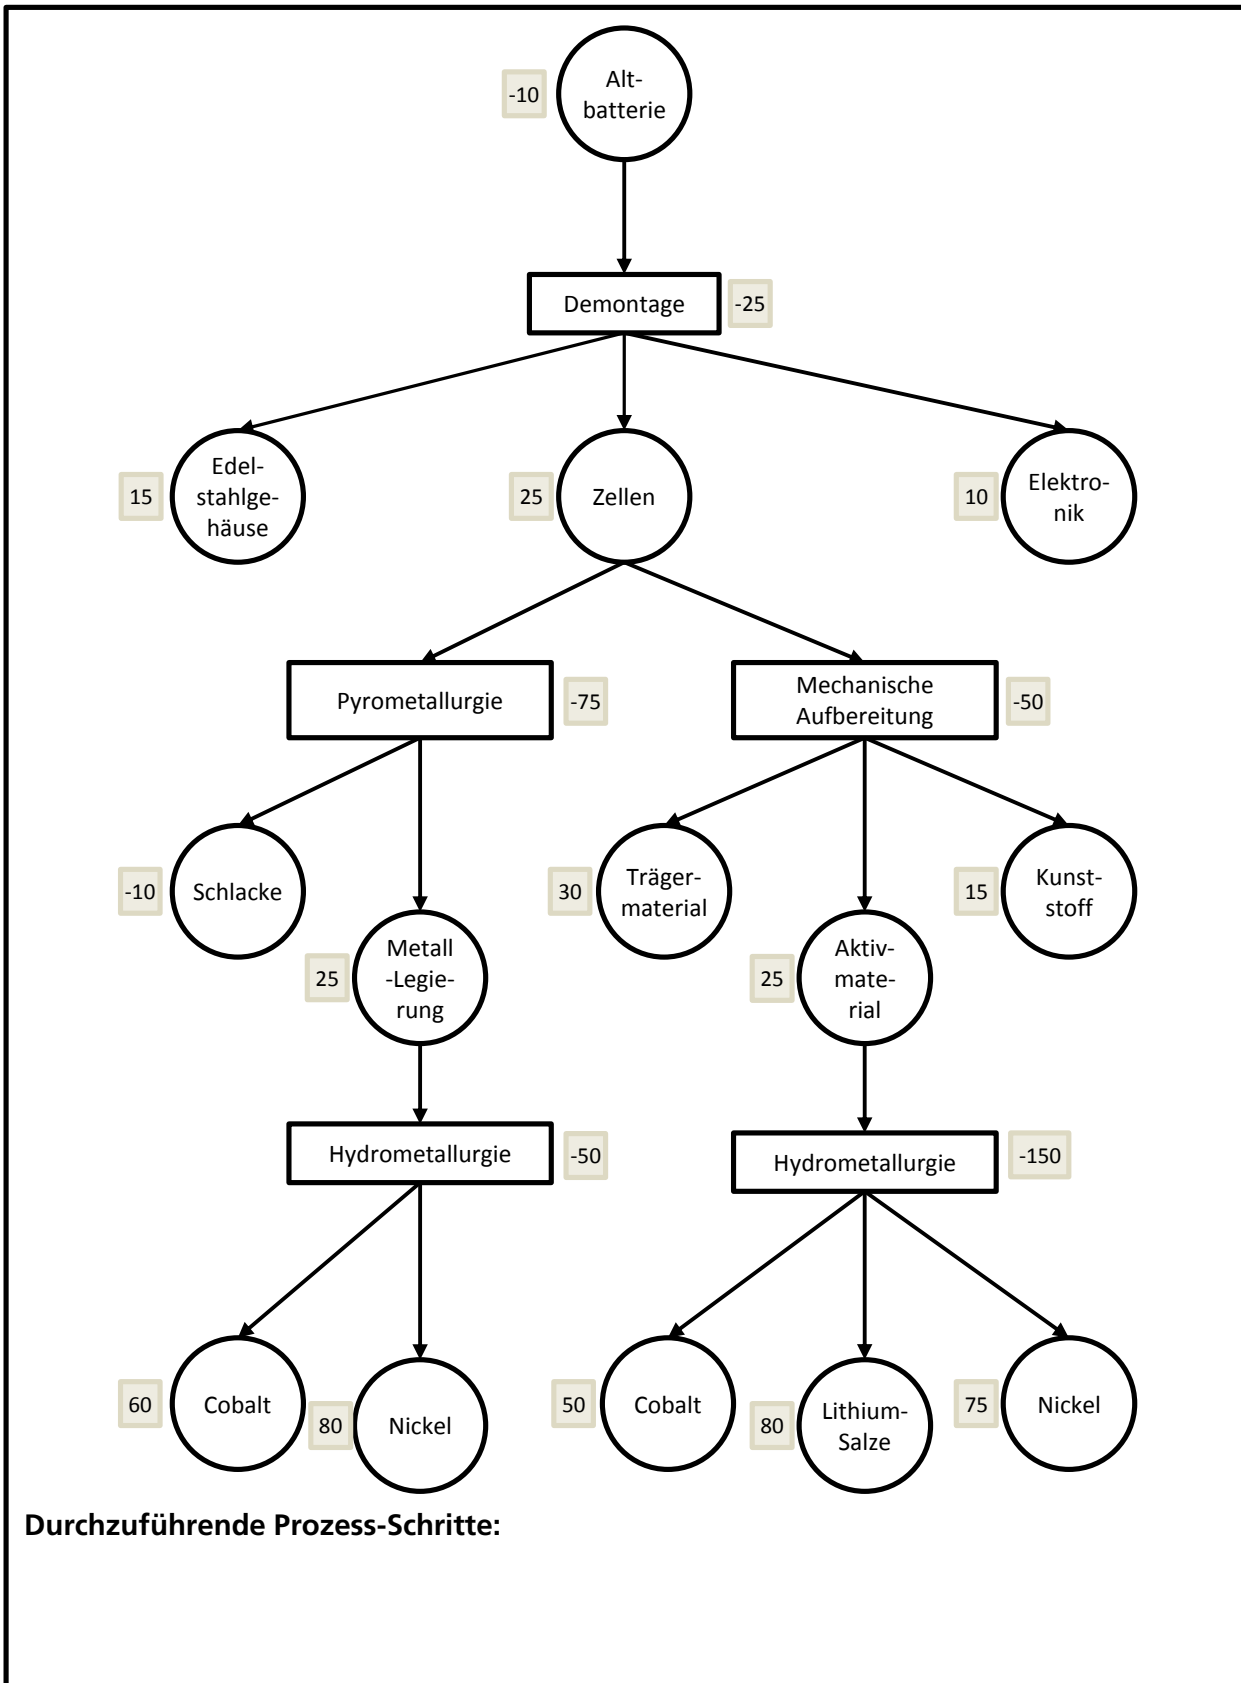 -10
Alt-
batterie
Demontage
-25
15
Edel-
stahlge-
häuse
25
Zellen
10
Elektro-
nik
Pyrometallurgie
-75
Mechanische
Aufbereitung
-50
-10
Schlacke
30
Träger-
material
15
Kunst-
stoff
25
Metall
-Legie-
rung
25
Aktiv-
mate-
rial
Hydrometallurgie
-50
Hydrometallurgie
-150
60
Cobalt
80
Nickel
50
Cobalt
80
Lithium-
Salze
75
Nickel
Durchzuführende Prozess-Schritte: